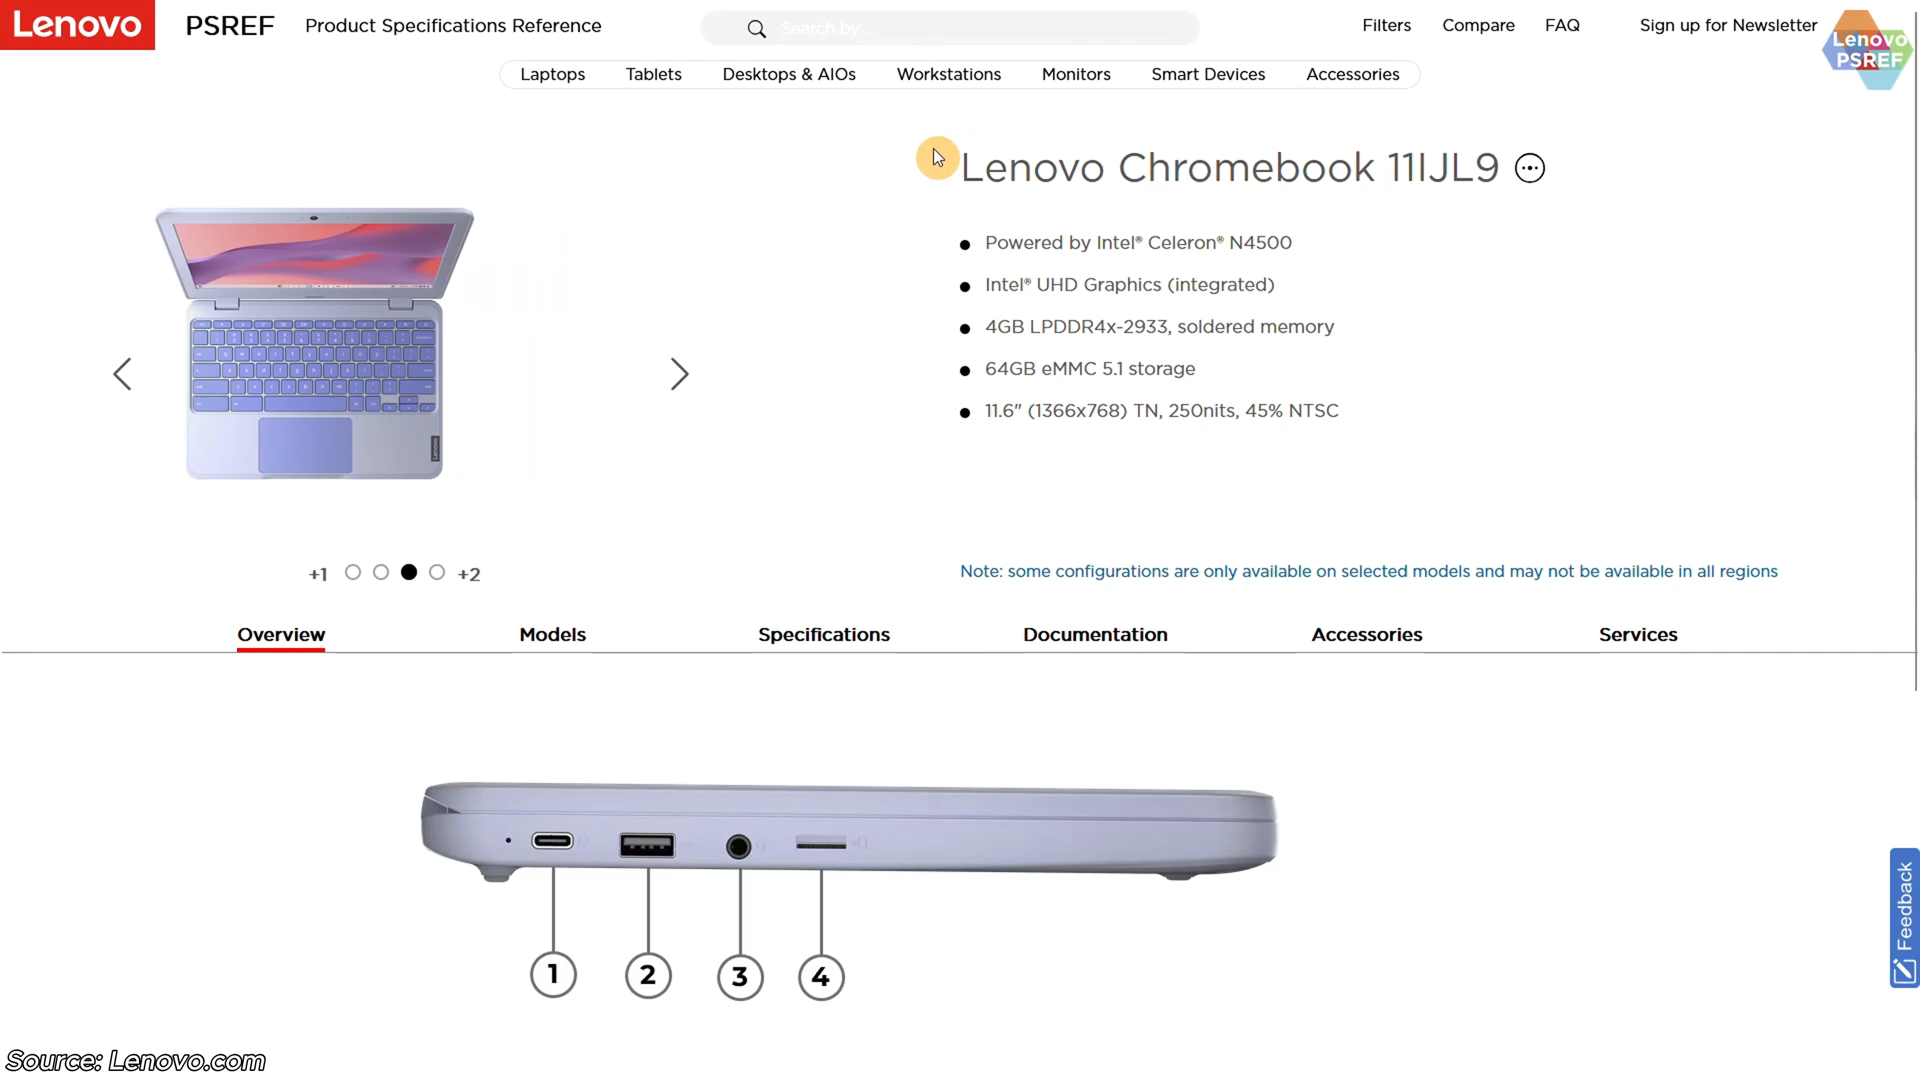 Lenovo
PSREF
Product Specifications Reference
Search by ...
Filters
Compare
FAQ
Sign up for Newsletter
Lenovo
PSREF
Laptops
Tablets
Desktops & AIOs
Workstations
Monitors
Smart Devices
Accessories
Lenovo Chromebook 11IJL9
Powered by Intel® Celeron® N4500
Intel® UHD Graphics (integrated)
4GB LPDDR4x-2933, soldered memory
64GB eMMC 5.1 storage
11.6" (1366x768) TN, 250nits, 45% NTSC
Lenovo
+1
+2
Note: some configurations are only available on selected models and may not be available in all regions
Overview
Models
Specifications
Documentation
Accessories
Services
1
2
3
4
Feedback
Source: Lenovo.com